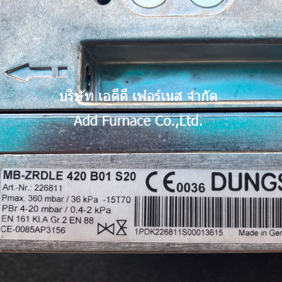 บริษัท เอดีดี เฟอร์เนส จำกัด
Add Furnace Co.,Ltd.
MB-ZRDLE 420 B01 S20
Art.-Nr.: 226811
CE 0036 DUNGS
Pmax. 360 mbar / 36 kPa -15T70
PBr 4-20 mbar / 0.4-2 kPa
EN 161 Kl.A Gr.2 EN 88
CE-0085AP3156
1PDK226811S00013615
Made in Ger